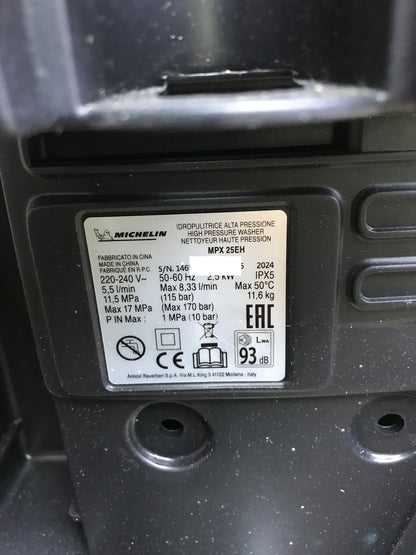 MICHELIN
IDROPULITRICE ALTA PRESSIONE
HIGH PRESSURE WASHER
NETTOYEUR HAUTE PRESSION
MPX 25EH
FABBRICATO IN CINA
MADE IN CHINA
FABRIQUÉ EN R.P.C.
S/N. 146 5 2024
220-240 V~ 50-60 Hz 2,5 kW IPX5
5,5 l/min Max 8,33 l/min Max 50°C
11,5 MPa (115 bar) 11,6 kg
Max 17 MPa (Max 170 bar)
P IN Max : 1 MPa (10 bar)
EAC
CE
LWA
93 dB
Annovi Reverberi S.p.A. Via M.L King 3 41122 Modena - Italy